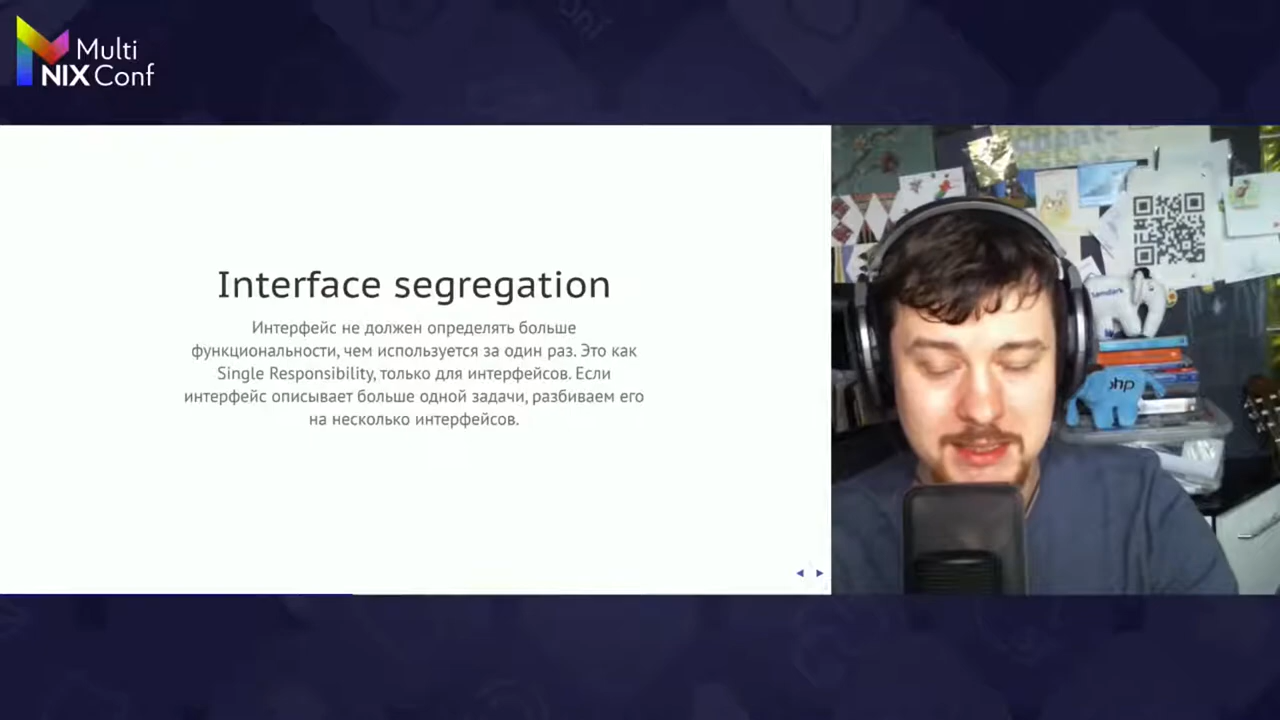 Multi
NIX Conf
Interface segregation
Интерфейс не должен определять больше
функциональности, чем используется за один раз. Это как
Single Responsibility, только для интерфейсов. Если
интерфейс описывает больше одной задачи, разбиваем его
на несколько интерфейсов.
php